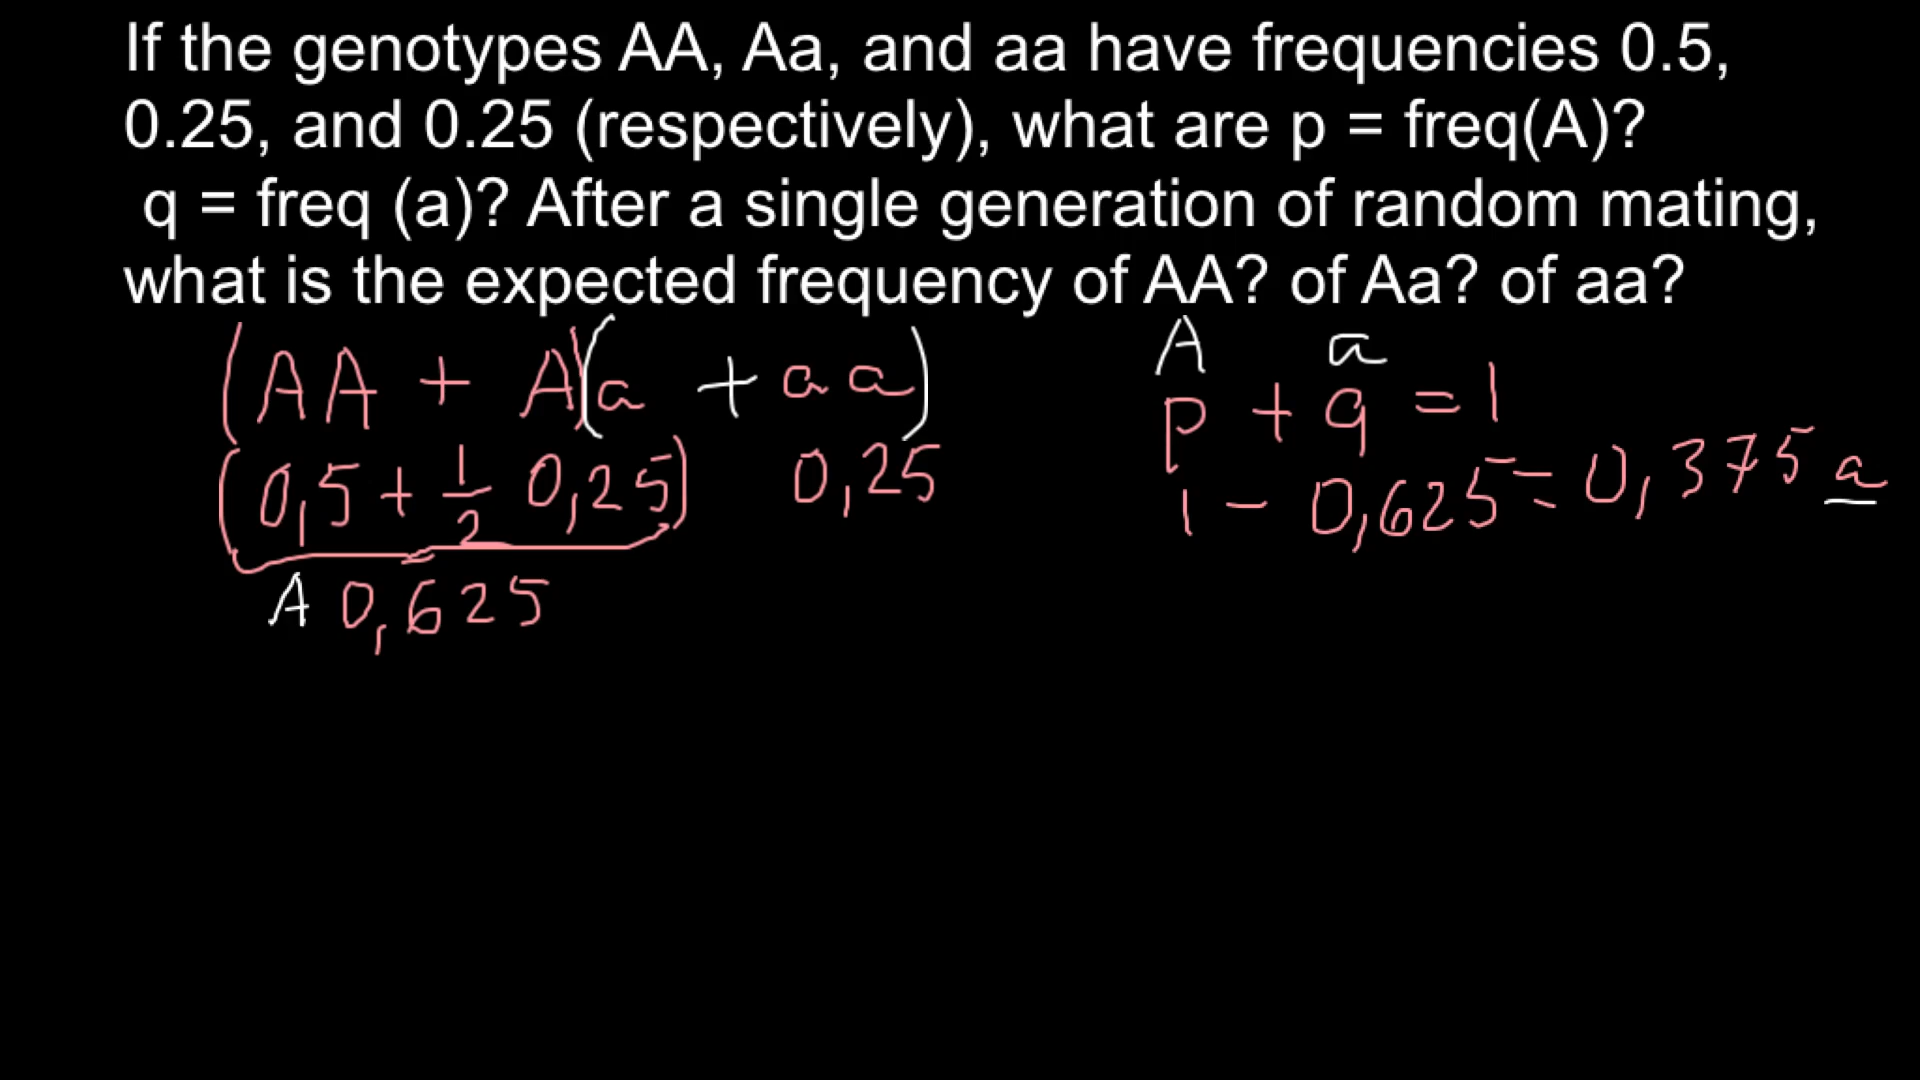 If the genotypes AA, Aa, and aa have frequencies 0.5,
0.25, and 0.25 (respectively), what are p = freq(A)?
q = freq (a)? After a single generation of random mating,
what is the expected frequency of AA? of Aa? of aa?
(AA + A)(a + aa)
(0,5 + 1/2 0,25) 0,25
A 0,625
A a
p + q = 1
1 - 0,625 = 0,375 a